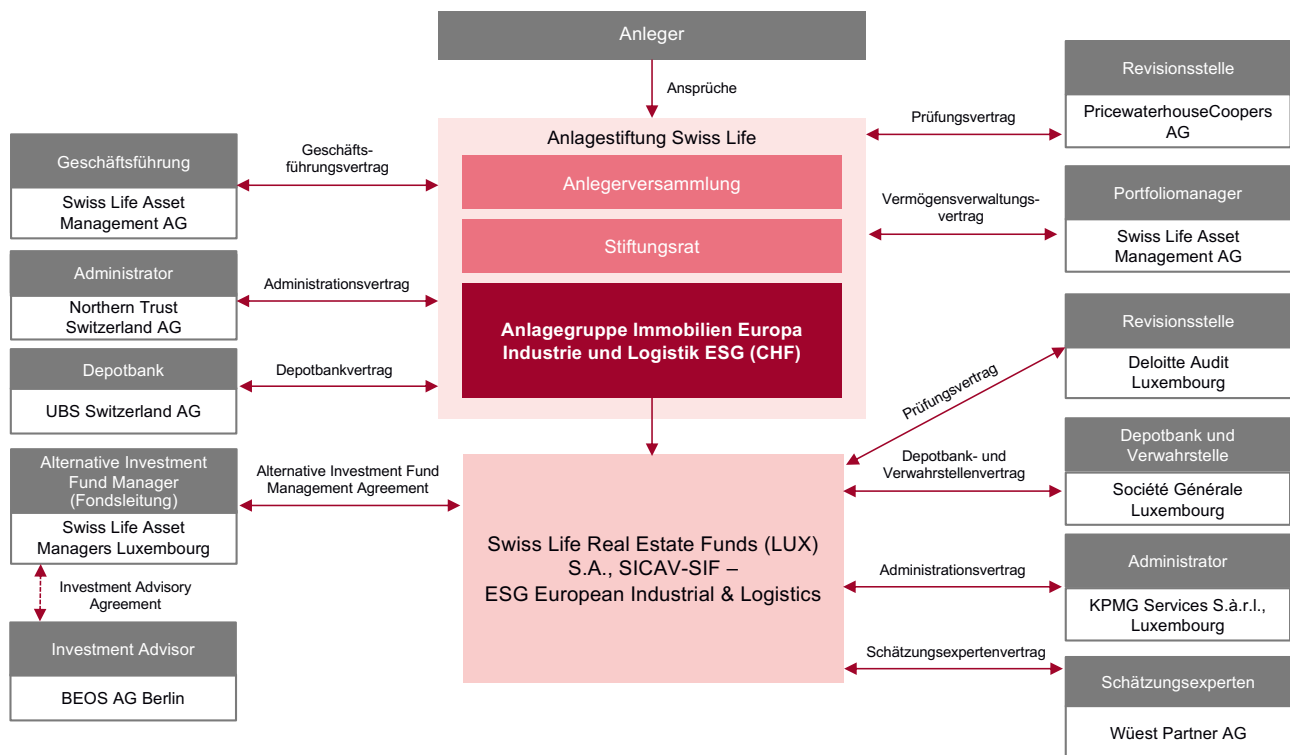 Anleger
Ansprüche
Anlagestiftung Swiss Life
Anlegerversammlung
Stiftungsrat
Anlagegruppe Immobilien Europa
Industrie und Logistik ESG (CHF)
Geschäftsführung
Swiss Life Asset
Management AG
Geschäfts-
führungsvertrag
Administrator
Northern Trust
Switzerland AG
Administrationsvertrag
Depotbank
UBS Switzerland AG
Depotbankvertrag
Revisionsstelle
PricewaterhouseCoopers
AG
Prüfungsvertrag
Portfoliomanager
Swiss Life Asset
Management AG
Vermögensverwaltungs-
vertrag
Alternative Investment
Fund Manager
(Fondsleitung)
Swiss Life Asset
Managers Luxembourg
Alternative Investment Fund
Management Agreement
Investment Advisory
Agreement
Investment Advisor
BEOS AG Berlin
Swiss Life Real Estate Funds (LUX)
S.A., SICAV-SIF –
ESG European Industrial & Logistics
Revisionsstelle
Deloitte Audit
Luxembourg
Prüfungsvertrag
Depotbank und
Verwahrstelle
Société Générale
Luxembourg
Depotbank- und
Verwahrstellenvertrag
Administrator
KPMG Services S.à.r.l.,
Luxembourg
Administrationsvertrag
Schätzungsexperten
Wüest Partner AG
Schätzungsexpertenvertrag